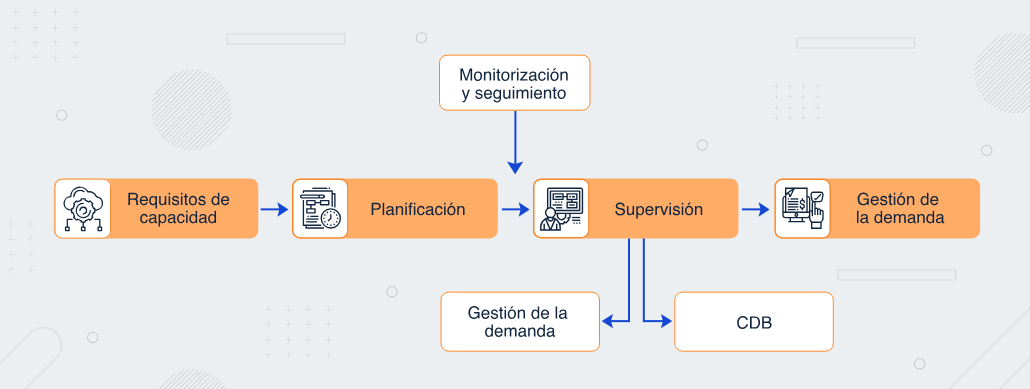 Monitorización
y seguimiento
Requisitos de
capacidad
Planificación
Supervisión
Gestión de
la demanda
Gestión de la
demanda
CDB